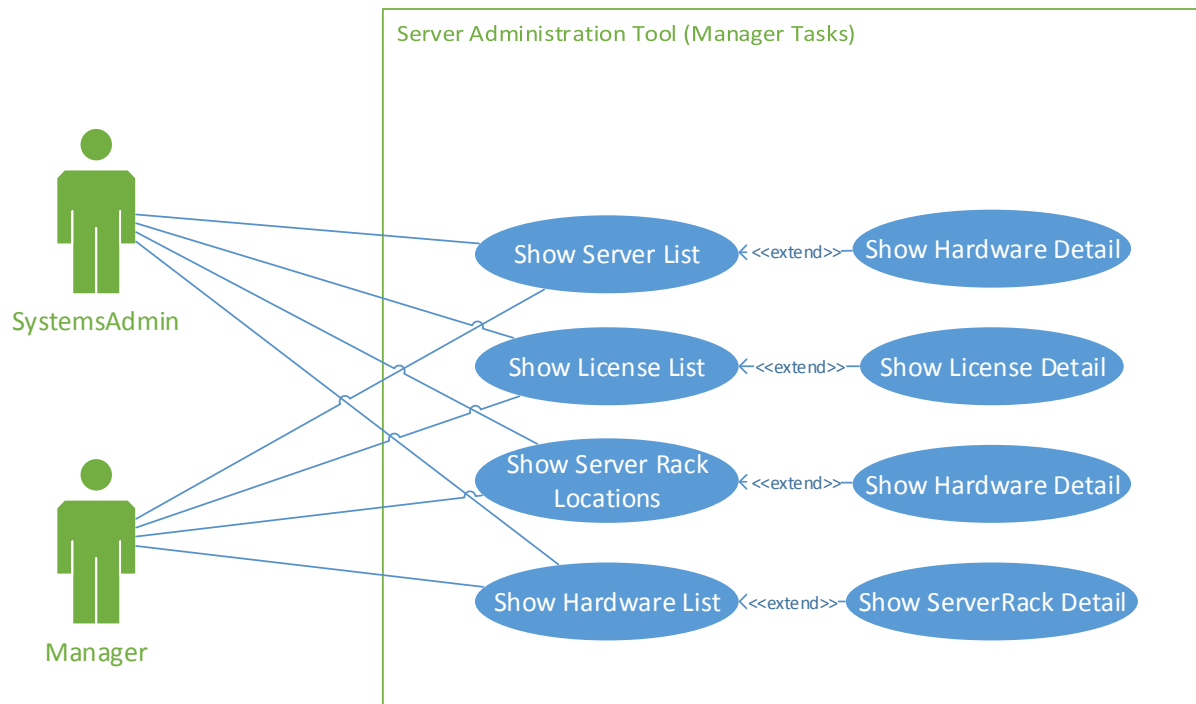 Server Administration Tool (Manager Tasks)
SystemsAdmin
Manager
Show Server List
<<extend>>
Show Hardware Detail
Show License List
<<extend>>
Show License Detail
Show Server Rack
Locations
<<extend>>
Show Hardware Detail
Show Hardware List
<<extend>>
Show ServerRack Detail